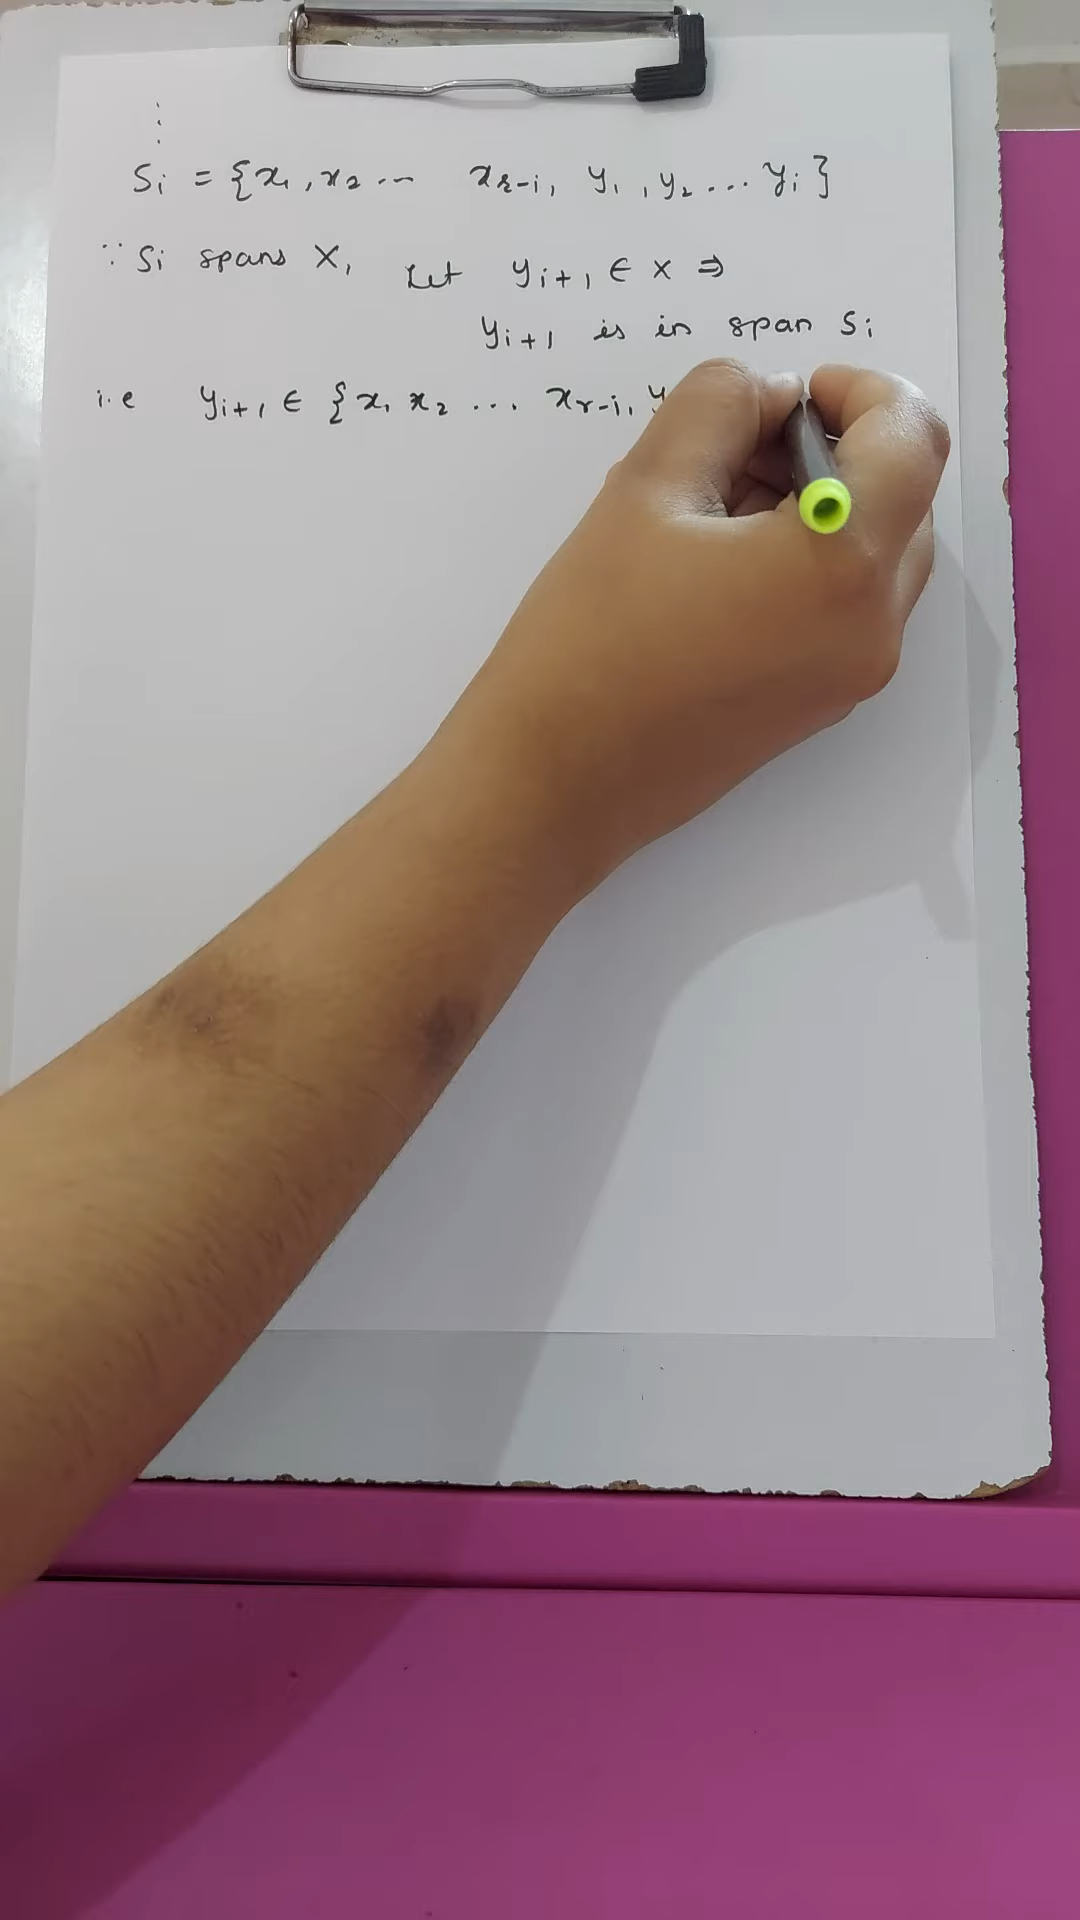 ⋮
Si = {x1, x2 ... xr-i, y1, y2 ... yi}
∵ Si spans X, Let yi+1 ∈ X ⇒
yi+1 is in span Si
i.e yi+1 ∈ {x1 x2 ... xr-i, y